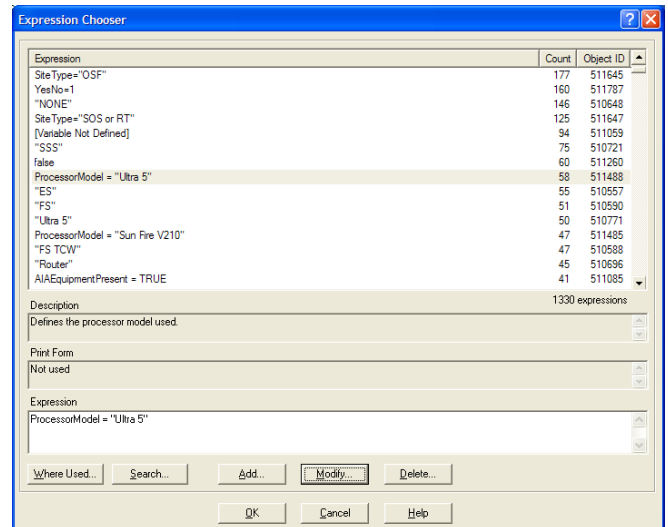 Expression Chooser
Expression Count Object ID
SiteType="OSF" 177 511645
YesNo=1 160 511787
"NONE" 146 510648
SiteType="SOS or RT" 125 511647
[Variable Not Defined] 94 511059
"SSS" 75 510721
false 60 511260
ProcessorModel = "Ultra 5" 58 511488
"ES" 55 510557
"FS" 51 510590
"Ultra 5" 50 510771
ProcessorModel = "Sun Fire V210" 47 511485
"FS TCW" 47 510588
"Router" 45 510696
AIAEquipmentPresent = TRUE 41 511085
Description 1330 expressions
Defines the processor model used.
Print Form
Not used
Expression
ProcessorModel = "Ultra 5"
Where Used... Search... Add... Modify... Delete...
OK Cancel Help